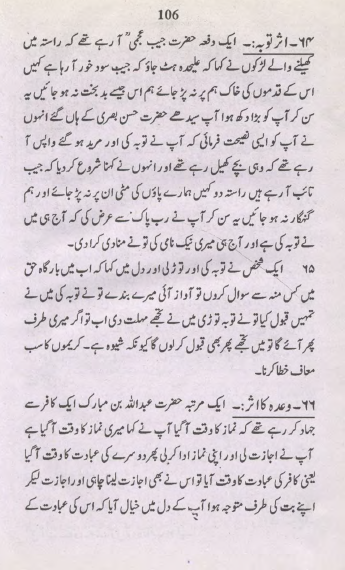 106
۶۴۔ اثر توبہ:۔ ایک دفعہ حضرت حبیب عجمیؒ آ رہے تھے کہ راستہ میں
کھیلنے والے لڑکوں نے کہا کہ علیحدہ ہٹ جاؤ کہ حبیب سود خور آ رہا ہے کہیں
اس کے قدموں کی خاک ہم پر نہ پڑ جائے ہم اس جیسے بدبخت نہ ہو جائیں یہ
سن کر آپ کو بڑا دکھ ہوا آپ سیدھے حضرت حسن بصری کے ہاں گئے انہوں
نے آپ کو ایسی نصیحت فرمائی کہ آپ نے توبہ کی اور مرید ہو گئے واپس آ
رہے تھے کہ وہی بچے کھیل رہے تھے اور انہوں نے کہنا شروع کر دیا کہ حبیب
تائب آ رہے ہیں راستہ دو کہیں ہمارے پاؤں کی مٹی ان پر نہ پڑ جائے اور ہم
گنہگار نہ ہو جائیں یہ سن کر آپ نے رب پاک سے عرض کی کہ آج ہی میں
نے توبہ کی ہے اور آج ہی میری نیک نامی کی تو نے منادی کرا دی۔
۶۵ ایک شخص نے توبہ کی اور توڑ لی اور دل میں کہا کہ اب میں بارگاہ حق
میں کس منہ سے سوال کروں تو آواز آئی میرے بندے تو نے توبہ کی میں نے
تمہیں قبول کیا تو نے توبہ توڑی میں نے تجھے مہلت دی اب تو اگر میری طرف
پھر آئے گا تو میں تجھے پھر بھی قبول کر لوں گا کیونکہ شیوہ ہے۔ کریموں کا سب
معاف خطا کرنا۔
۶۶۔ وعدہ کا اثر:۔ ایک مرتبہ حضرت عبداللہ بن مبارک ایک کافر سے
جہاد کر رہے تھے کہ نماز کا وقت آگیا آپ نے کہا میری نماز کا وقت آگیا ہے
آپ نے اجازت لی اور اپنی نماز ادا کر لی پھر دوسرے کی عبادت کا وقت آگیا
یعنی کافر کی عبادت کا وقت آیا تو اس نے بھی اجازت لینا چاہی اور اجازت لیکر
اپنے بت کی طرف متوجہ ہوا آپ کے دل میں خیال آیا کہ اس کی عبادت کے